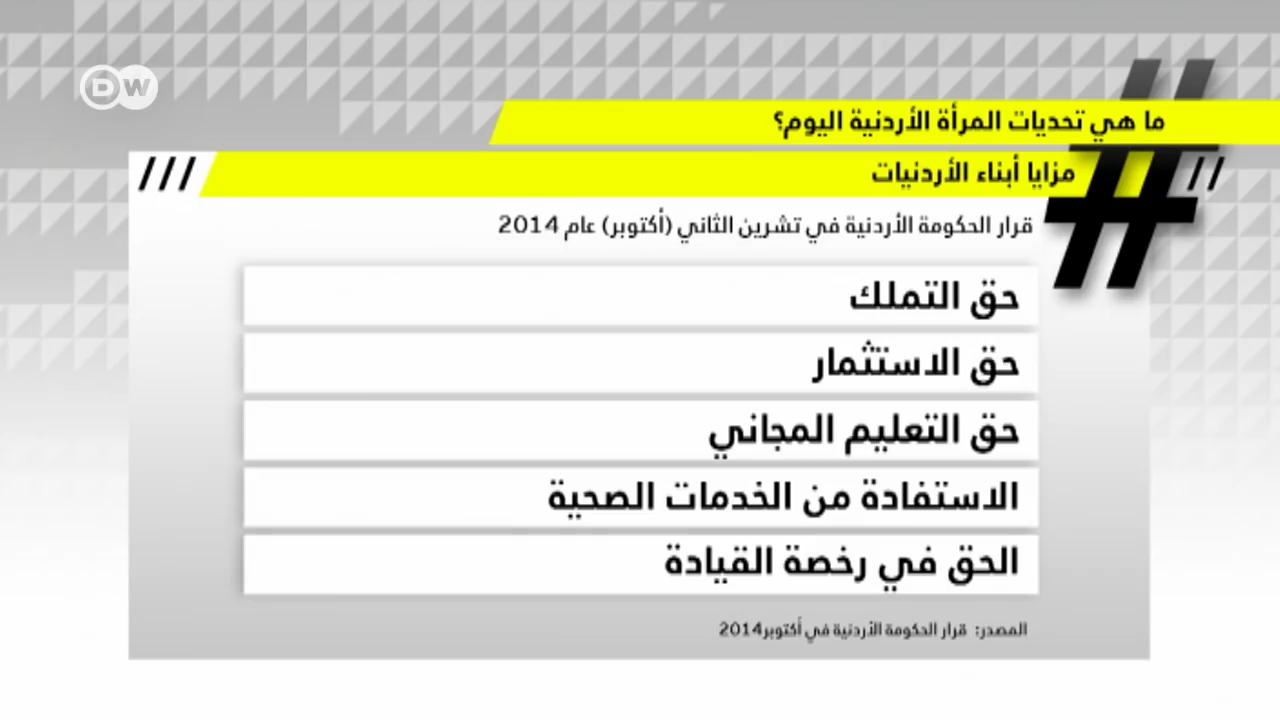 DW
ما هي تحديات المرأة الأردنية اليوم؟
مزايا أبناء الأردنيات
قرار الحكومة الأردنية في تشرين الثاني (أكتوبر) عام 2014
حق التملك
حق الاستثمار
حق التعليم المجاني
الاستفادة من الخدمات الصحية
الحق في رخصة القيادة
المصدر: قرار الحكومة الأردنية في أكتوبر2014